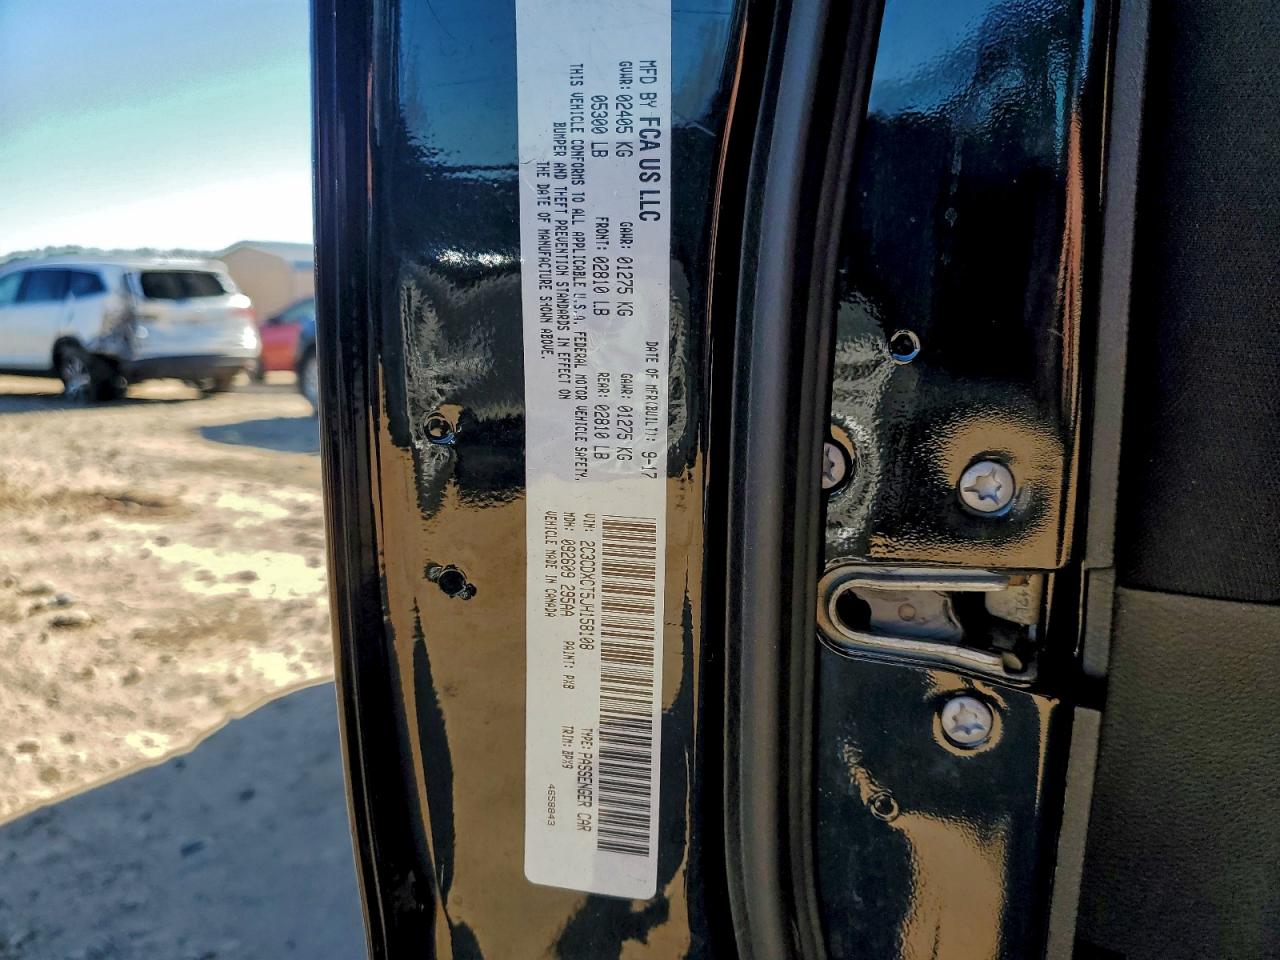 MFD BY FCA US LLC
DATE OF MFR(BUILT): 9-17
GVWR: 02405 KG GAWR: 01275 KG GAWR: 01275 KG
05300 LB FRONT: 02810 LB REAR: 02810 LB
THIS VEHICLE CONFORMS TO ALL APPLICABLE U.S.A. FEDERAL MOTOR VEHICLE SAFETY,
BUMPER AND THEFT PREVENTION STANDARDS IN EFFECT ON
THE DATE OF MANUFACTURE SHOWN ABOVE.
VIN: 2C3CDXCT5JH158108 TYPE: PASSENGER CAR
MDH: 092609 295AA PAINT: PX8 TRIM: BPX9
VEHICLE MADE IN CANADA 4658843